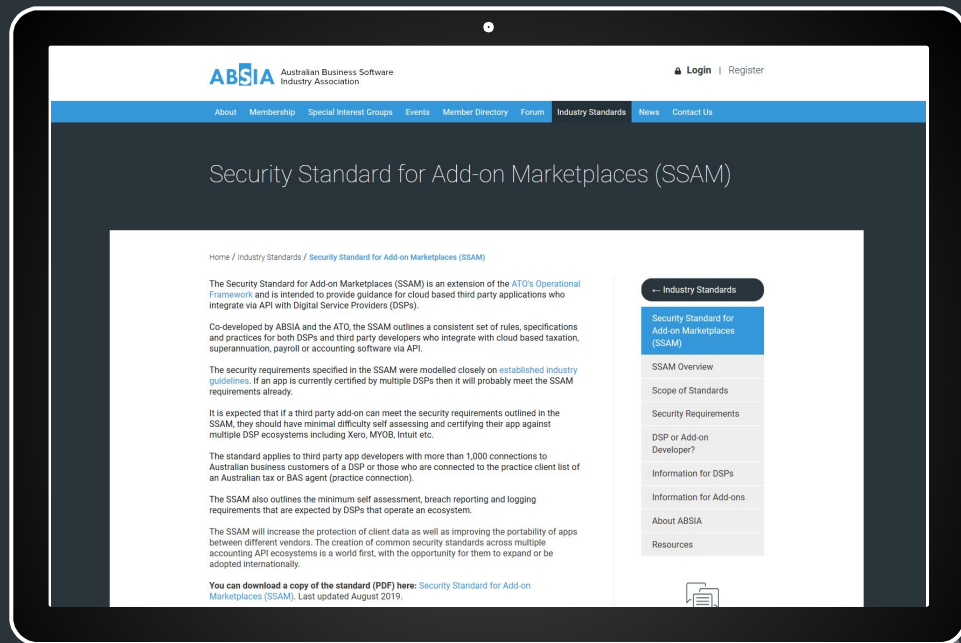 ABSIA Australian Business Software
Industry Association
Login | Register
About Membership Special Interest Groups Events Member Directory Forum Industry Standards News Contact Us
Security Standard for Add-on Marketplaces (SSAM)
Home / Industry Standards / Security Standard for Add-on Marketplaces (SSAM)
The Security Standard for Add-on Marketplaces (SSAM) is an extension of the ATO's Operational
Framework and is intended to provide guidance for cloud based third party applications who
integrate via API with Digital Service Providers (DSPs).
Co-developed by ABSIA and the ATO, the SSAM outlines a consistent set of rules, specifications
and practices for both DSPs and third party developers who integrate with cloud based taxation,
superannuation, payroll or accounting software via API.
The security requirements specified in the SSAM were modelled closely on established industry
guidelines. If an app is currently certified by multiple DSPs then it will probably meet the SSAM
requirements already.
It is expected that if a third party add-on can meet the security requirements outlined in the
SSAM, they should have minimal difficulty self assessing and certifying their app against
multiple DSP ecosystems including Xero, MYOB, Intuit etc.
The standard applies to third party app developers with more than 1,000 connections to
Australian business customers of a DSP or those who are connected to the practice client list of
an Australian tax or BAS agent (practice connection).
The SSAM also outlines the minimum self assessment, breach reporting and logging
requirements that are expected by DSPs that operate an ecosystem.
The SSAM will increase the protection of client data as well as improving the portability of apps
between different vendors. The creation of common security standards across multiple
accounting API ecosystems is a world first, with the opportunity for them to expand or be
adopted internationally.
You can download a copy of the standard (PDF) here: Security Standard for Add-on
Marketplaces (SSAM). Last updated August 2019.
← Industry Standards
Security Standard for
Add-on Marketplaces
(SSAM)
SSAM Overview
Scope of Standards
Security Requirements
DSP or Add-on
Developer?
Information for DSPs
Information for Add-ons
About ABSIA
Resources